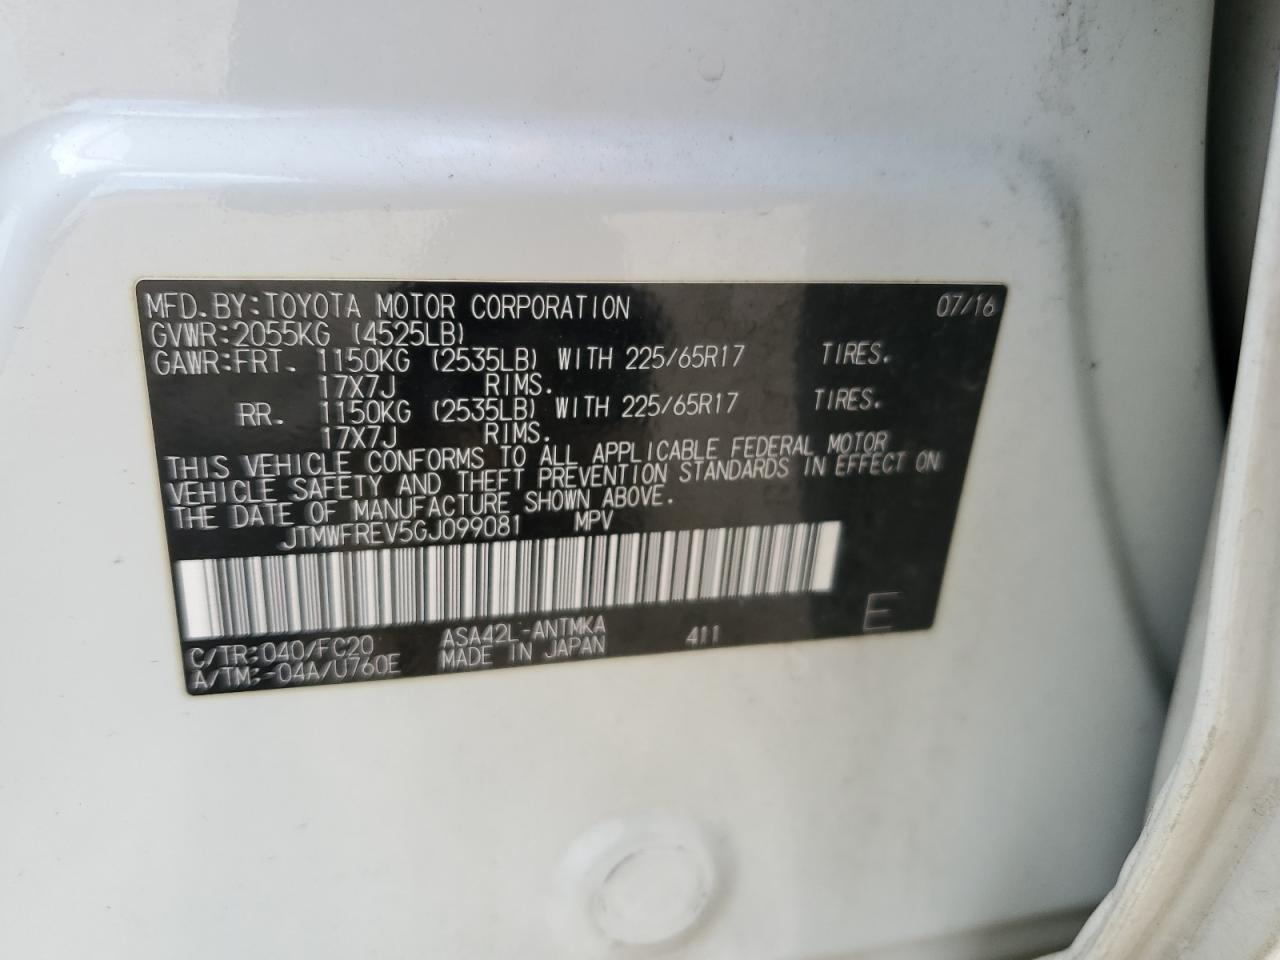 MFD.BY:TOYOTA MOTOR CORPORATION 07/16
GVWR:2055KG (4525LB)
GAWR:FRT. 1150KG (2535LB) WITH 225/65R17 TIRES.
17X7J RIMS.
RR. 1150KG (2535LB) WITH 225/65R17 TIRES.
17X7J RIMS.
THIS VEHICLE CONFORMS TO ALL APPLICABLE FEDERAL MOTOR
VEHICLE SAFETY AND THEFT PREVENTION STANDARDS IN EFFECT ON
THE DATE OF MANUFACTURE SHOWN ABOVE.
JTMWFREV5GJ099081 MPV
E
C/TR:040/FC20 ASA42L-ANTMKA 411
A/TM:-04A/U760E MADE IN JAPAN